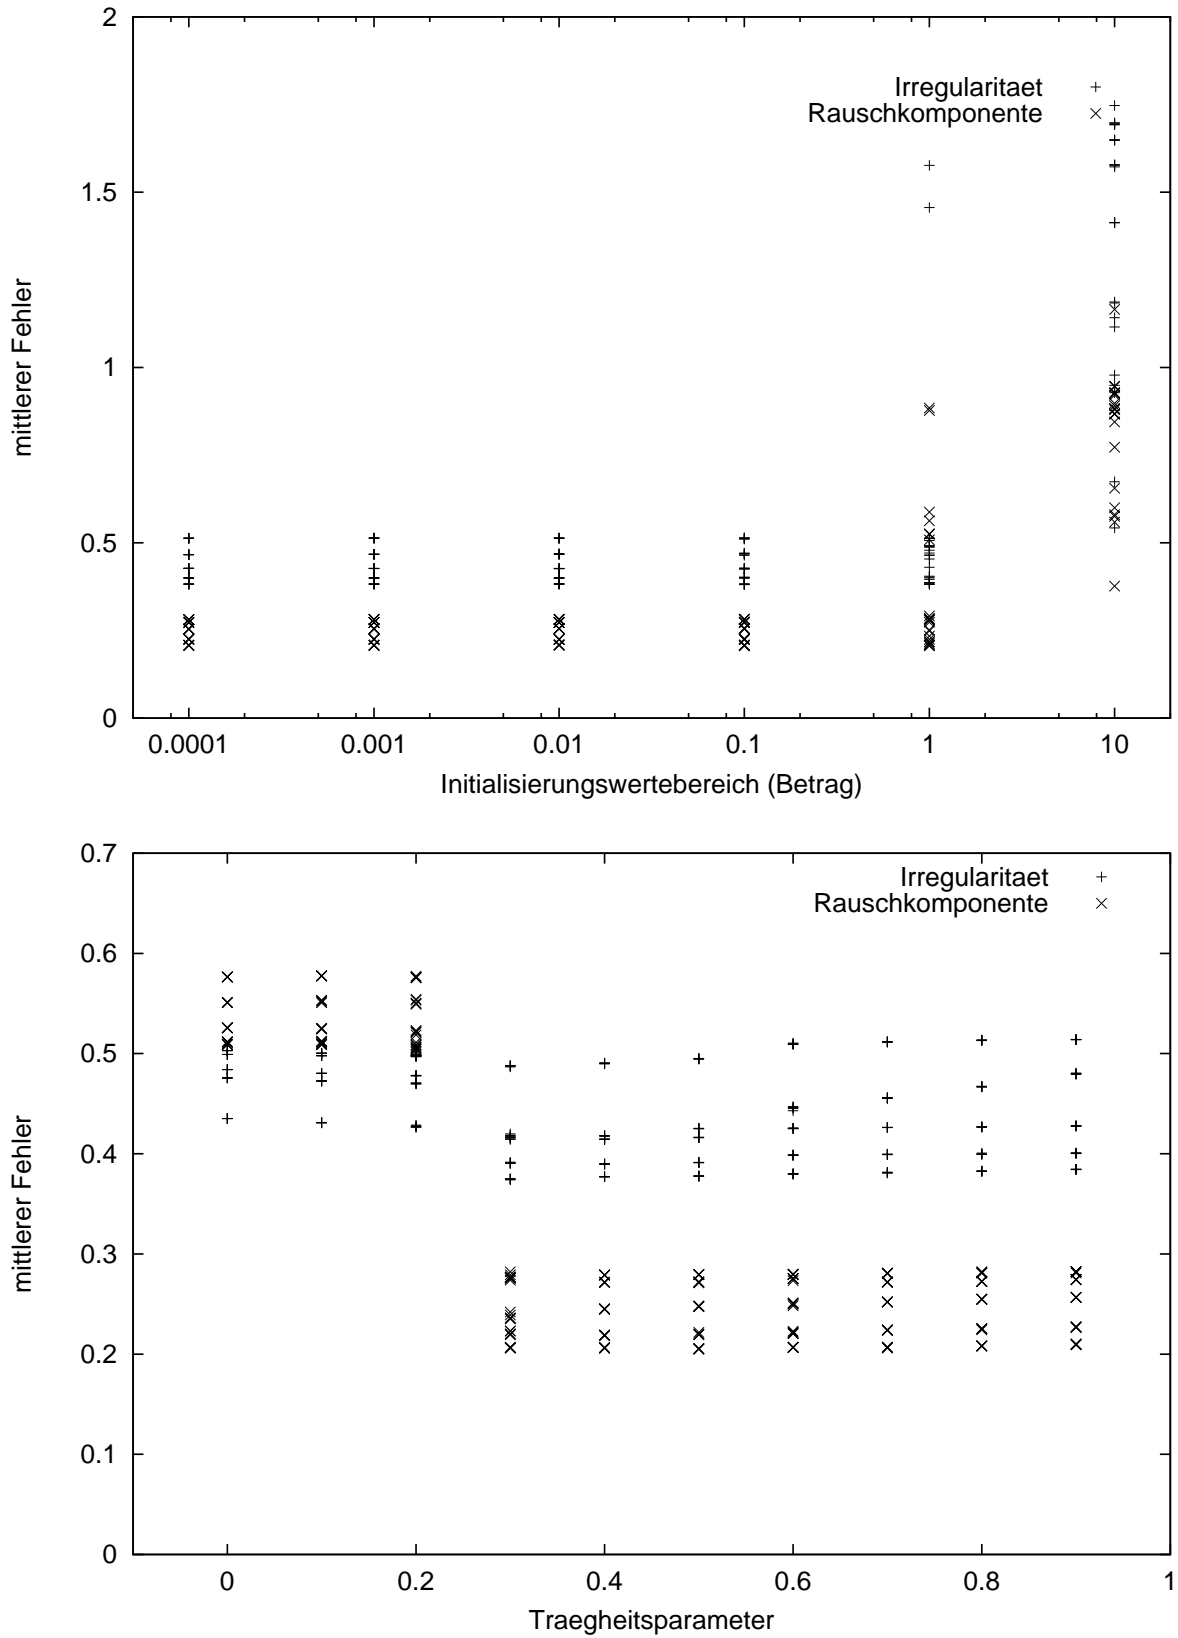 2
1.5
1
0.5
0
mittlerer Fehler
Irregularitaet
Rauschkomponente
0.0001 0.001 0.01 0.1 1 10
Initialisierungswertebereich (Betrag)
0.7
0.6
0.5
0.4
0.3
0.2
0.1
0
mittlerer Fehler
Irregularitaet
Rauschkomponente
0 0.2 0.4 0.6 0.8 1
Traegheitsparameter